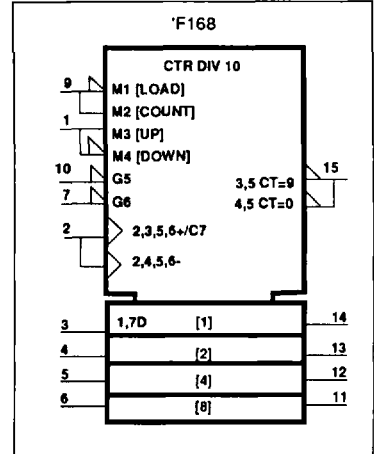 'F168
CTR DIV 10
9 M1 [LOAD]
M2 [COUNT]
1 M3 [UP]
M4 [DOWN]
10 G5 3,5 CT=9 15
7 G6 4,5 CT=0
2 2,3,5,6+/C7
2,4,5,6-
3 1,7D [1] 14
4 [2] 13
5 [4] 12
6 [8] 11